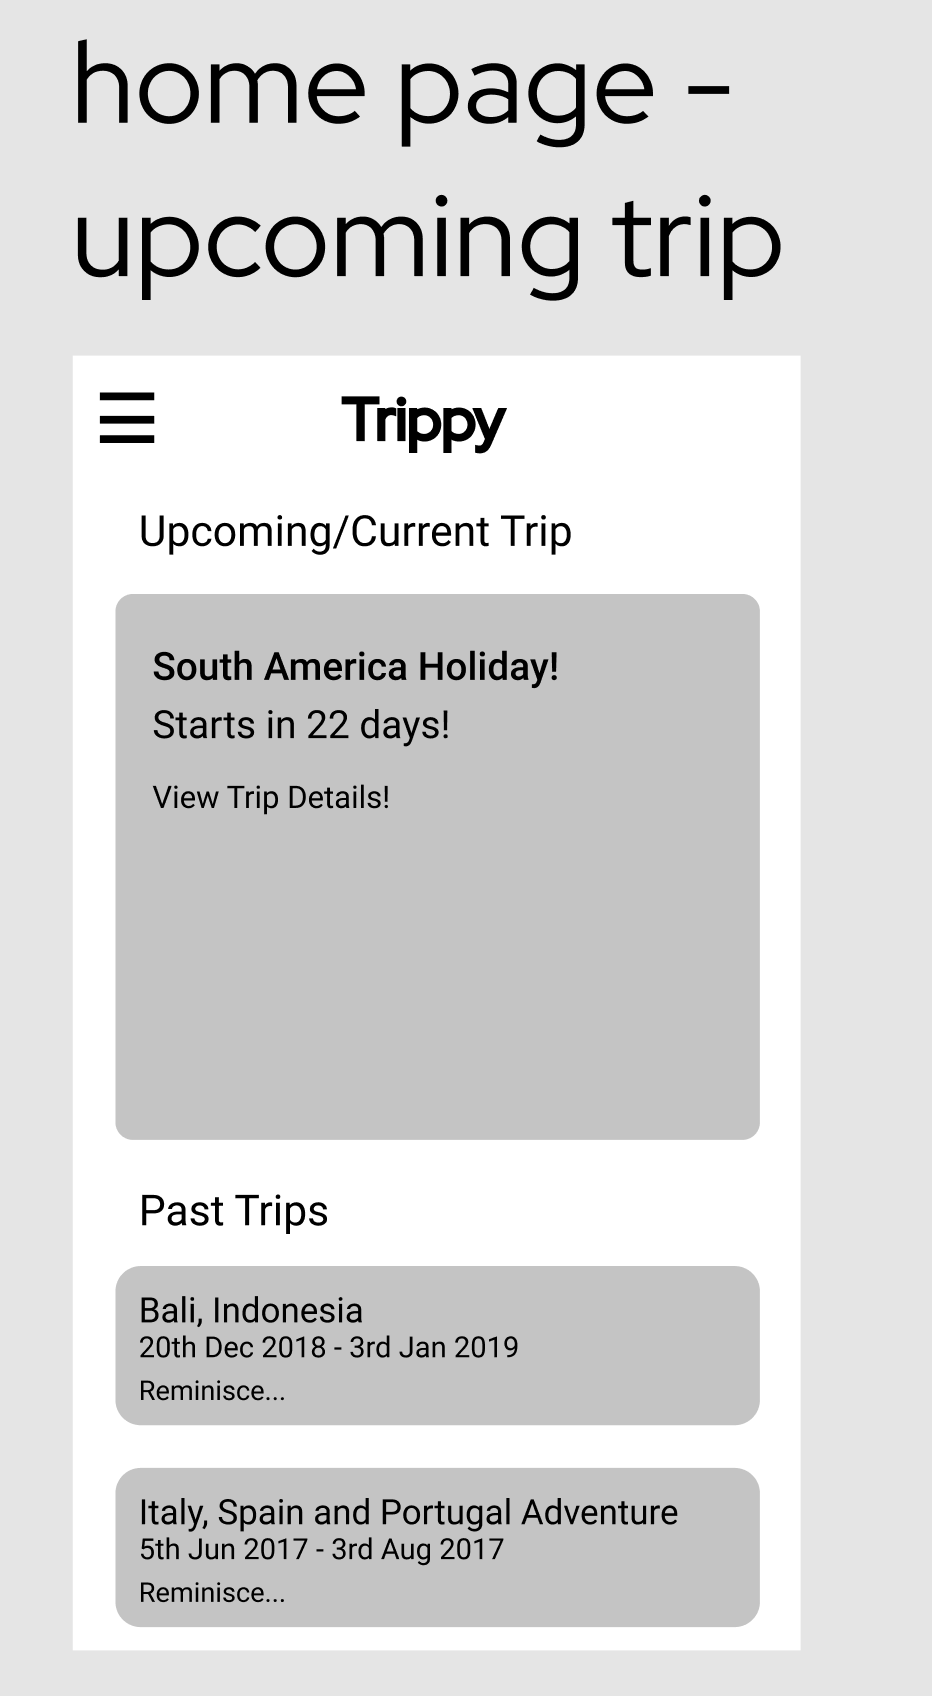 home page -
upcoming trip
Trippy
Upcoming/Current Trip
South America Holiday!
Starts in 22 days!
View Trip Details!
Past Trips
Bali, Indonesia
20th Dec 2018 - 3rd Jan 2019
Reminisce...
Italy, Spain and Portugal Adventure
5th Jun 2017 - 3rd Aug 2017
Reminisce...